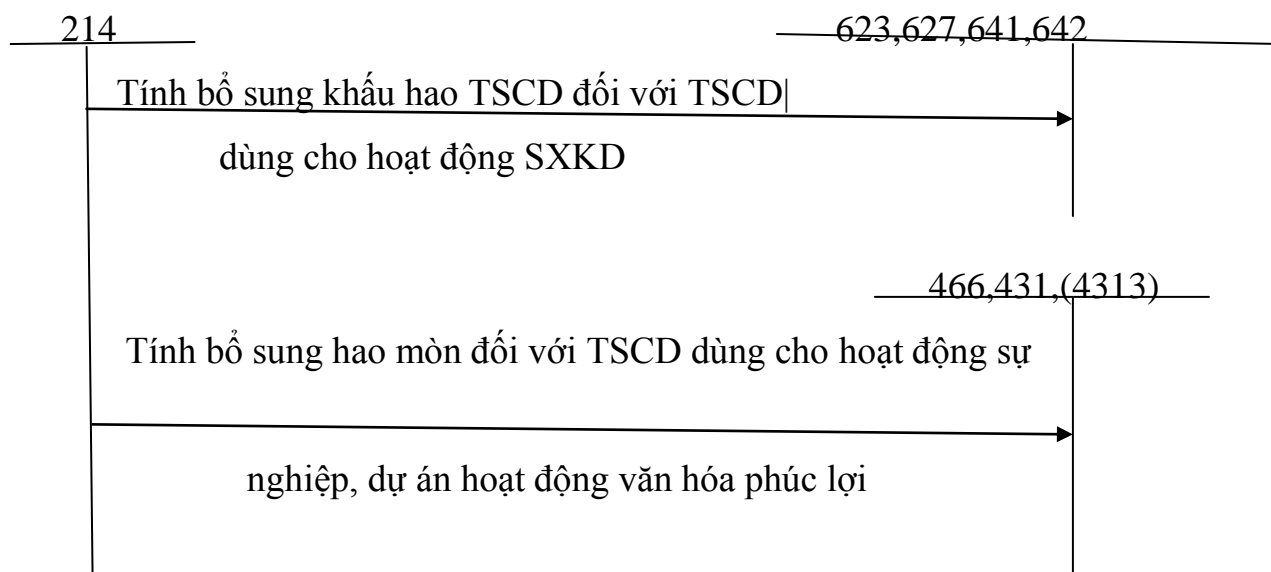 214
623,627,641,642
Tính bổ sung khấu hao TSCD đối với TSCD|
dùng cho hoạt động SXKD
466,431,(4313)
Tính bổ sung hao mòn đối với TSCD dùng cho hoạt động sự
nghiệp, dự án hoạt động văn hóa phúc lợi